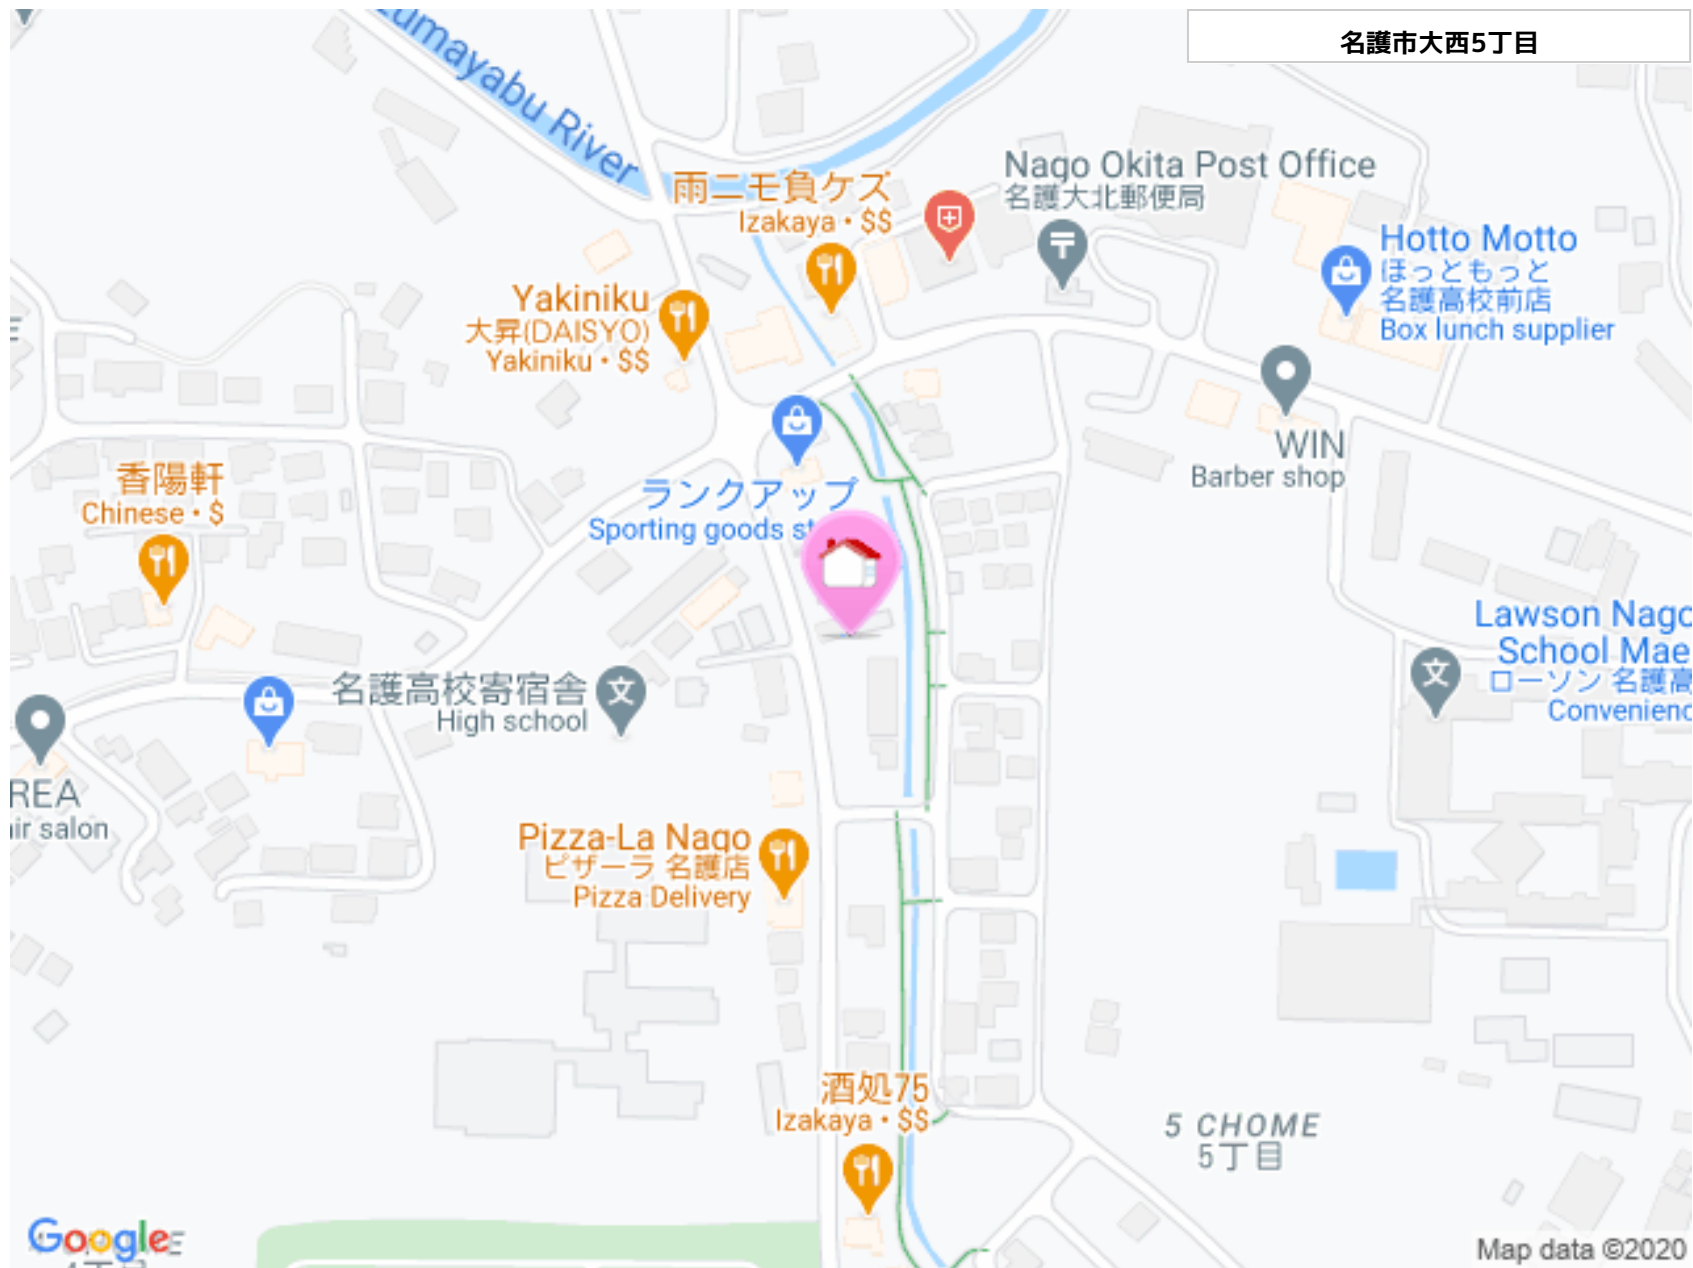 名護市大西5丁目
zumayabu River
雨ニモ負ケズ
Izakaya • $$
Nago Okita Post Office
名護大北郵便局
Hotto Motto
ほっともっと
名護高校前店
Box lunch supplier
Yakiniku
大昇(DAISYO)
Yakiniku • $$
WIN
Barber shop
香陽軒
Chinese • $
ランクアップ
Sporting goods st
Lawson Nago
School Mae
ローソン 名護高
Convenienc
名護高校寄宿舎
High school
REA
air salon
Pizza-La Nago
ピザーラ 名護店
Pizza Delivery
酒処75
Izakaya • $$
5 CHOME
5丁目
Google
Map data ©2020